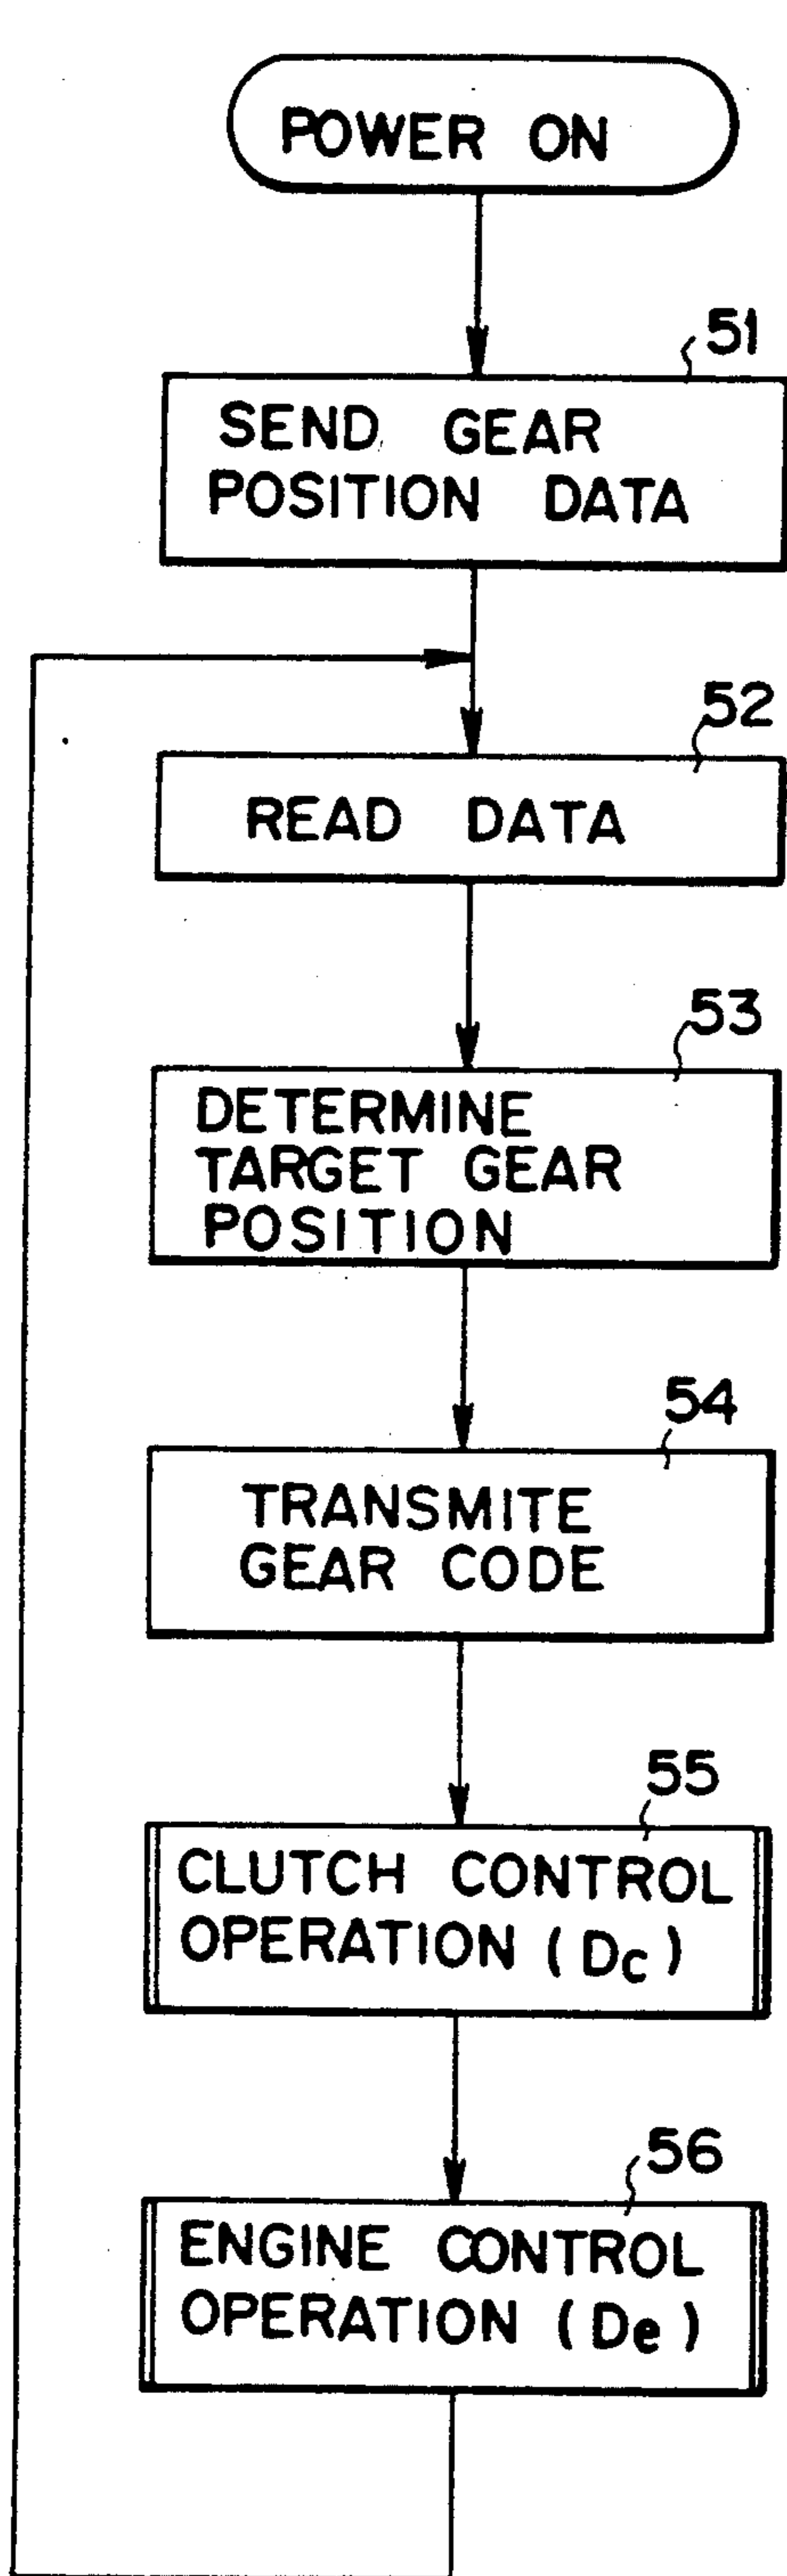 POWER ON
51
SEND GEAR
POSITION DATA
52
READ DATA
53
DETERMINE
TARGET GEAR
POSITION
54
TRANSMITE
GEAR CODE
55
CLUTCH CONTROL
OPERATION (Dc)
56
ENGINE CONTROL
OPERATION (De)